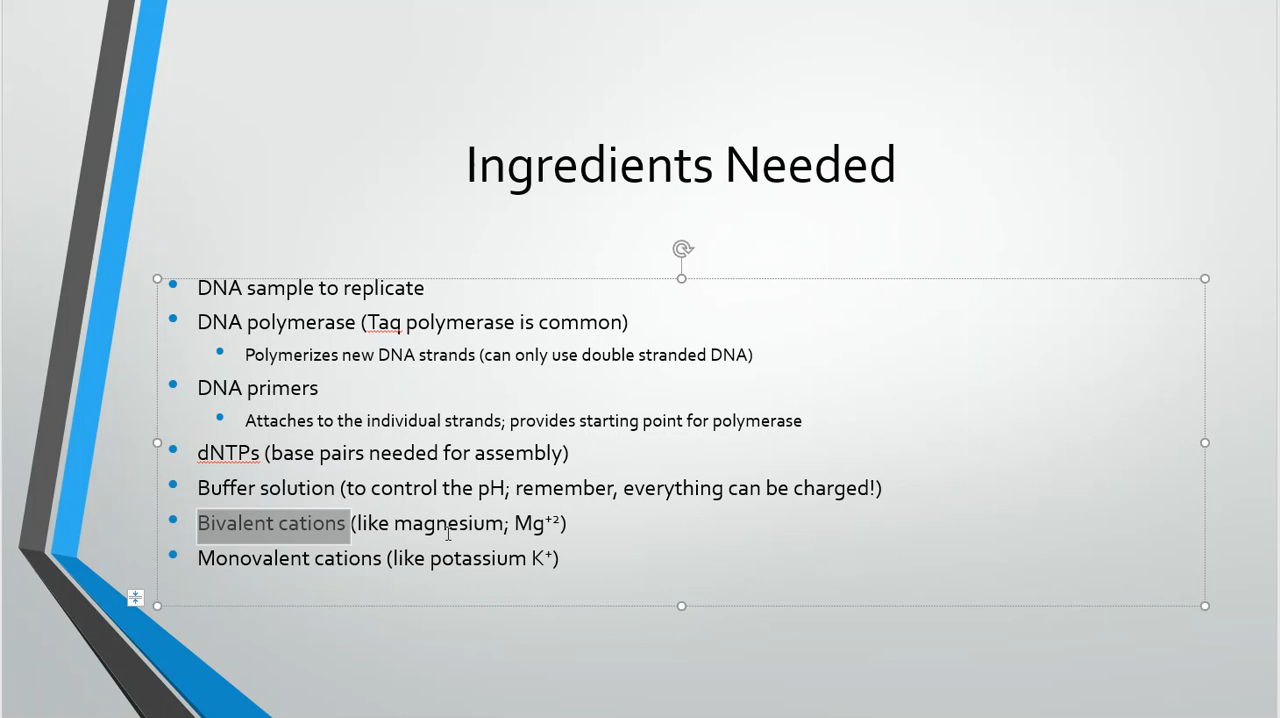 Ingredients Needed
• DNA sample to replicate
• DNA polymerase (Taq polymerase is common)
• Polymerizes new DNA strands (can only use double stranded DNA)
• DNA primers
• Attaches to the individual strands; provides starting point for polymerase
• dNTPs (base pairs needed for assembly)
• Buffer solution (to control the pH; remember, everything can be charged!)
• Bivalent cations (like magnesium; Mg⁺²)
• Monovalent cations (like potassium K⁺)